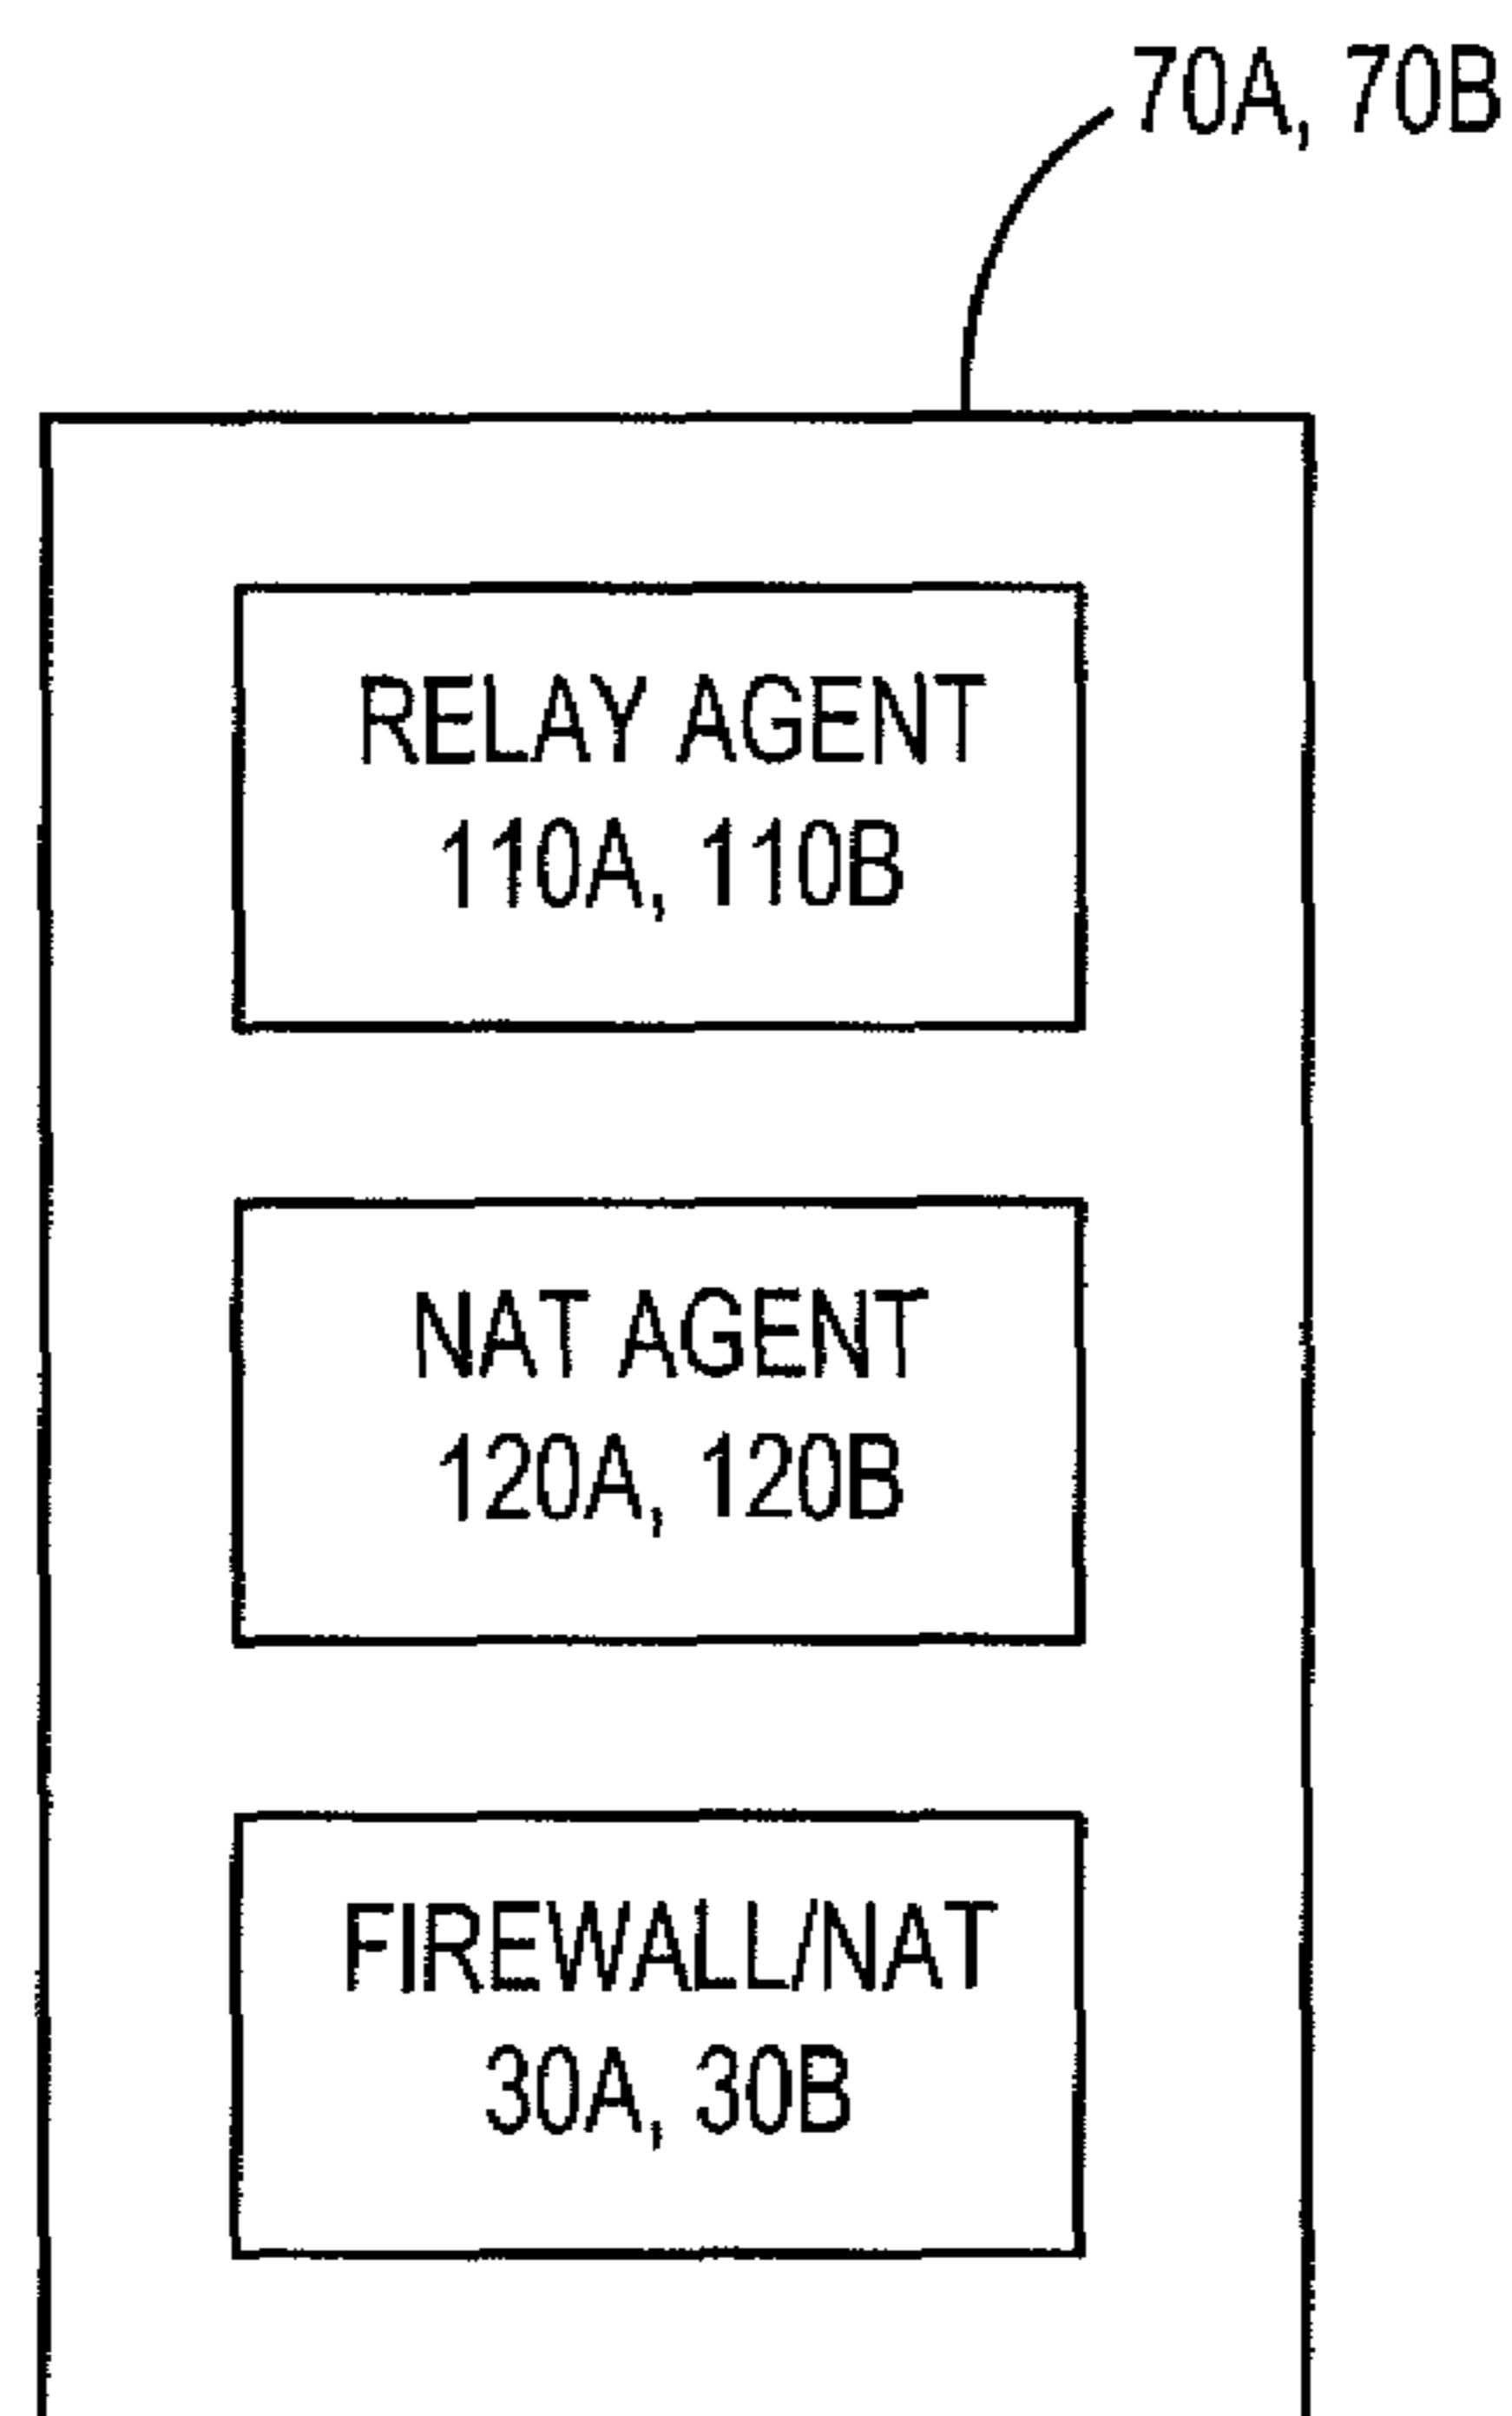 70A, 70B
RELAY AGENT
110A, 110B
NAT AGENT
120A, 120B
FIREWALL/NAT
30A, 30B